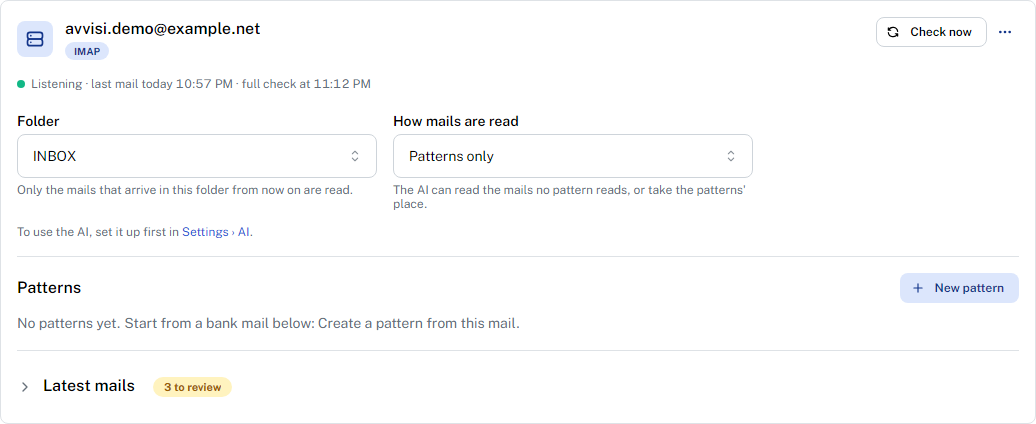 avvisi.demo@example.net
IMAP
Check now
Listening · last mail today 10:57 PM · full check at 11:12 PM
Folder
INBOX
Only the mails that arrive in this folder from now on are read.
How mails are read
Patterns only
The AI can read the mails no pattern reads, or take the patterns'
place.
To use the AI, set it up first in Settings › AI.
Patterns
New pattern
No patterns yet. Start from a bank mail below: Create a pattern from this mail.
Latest mails
3 to review